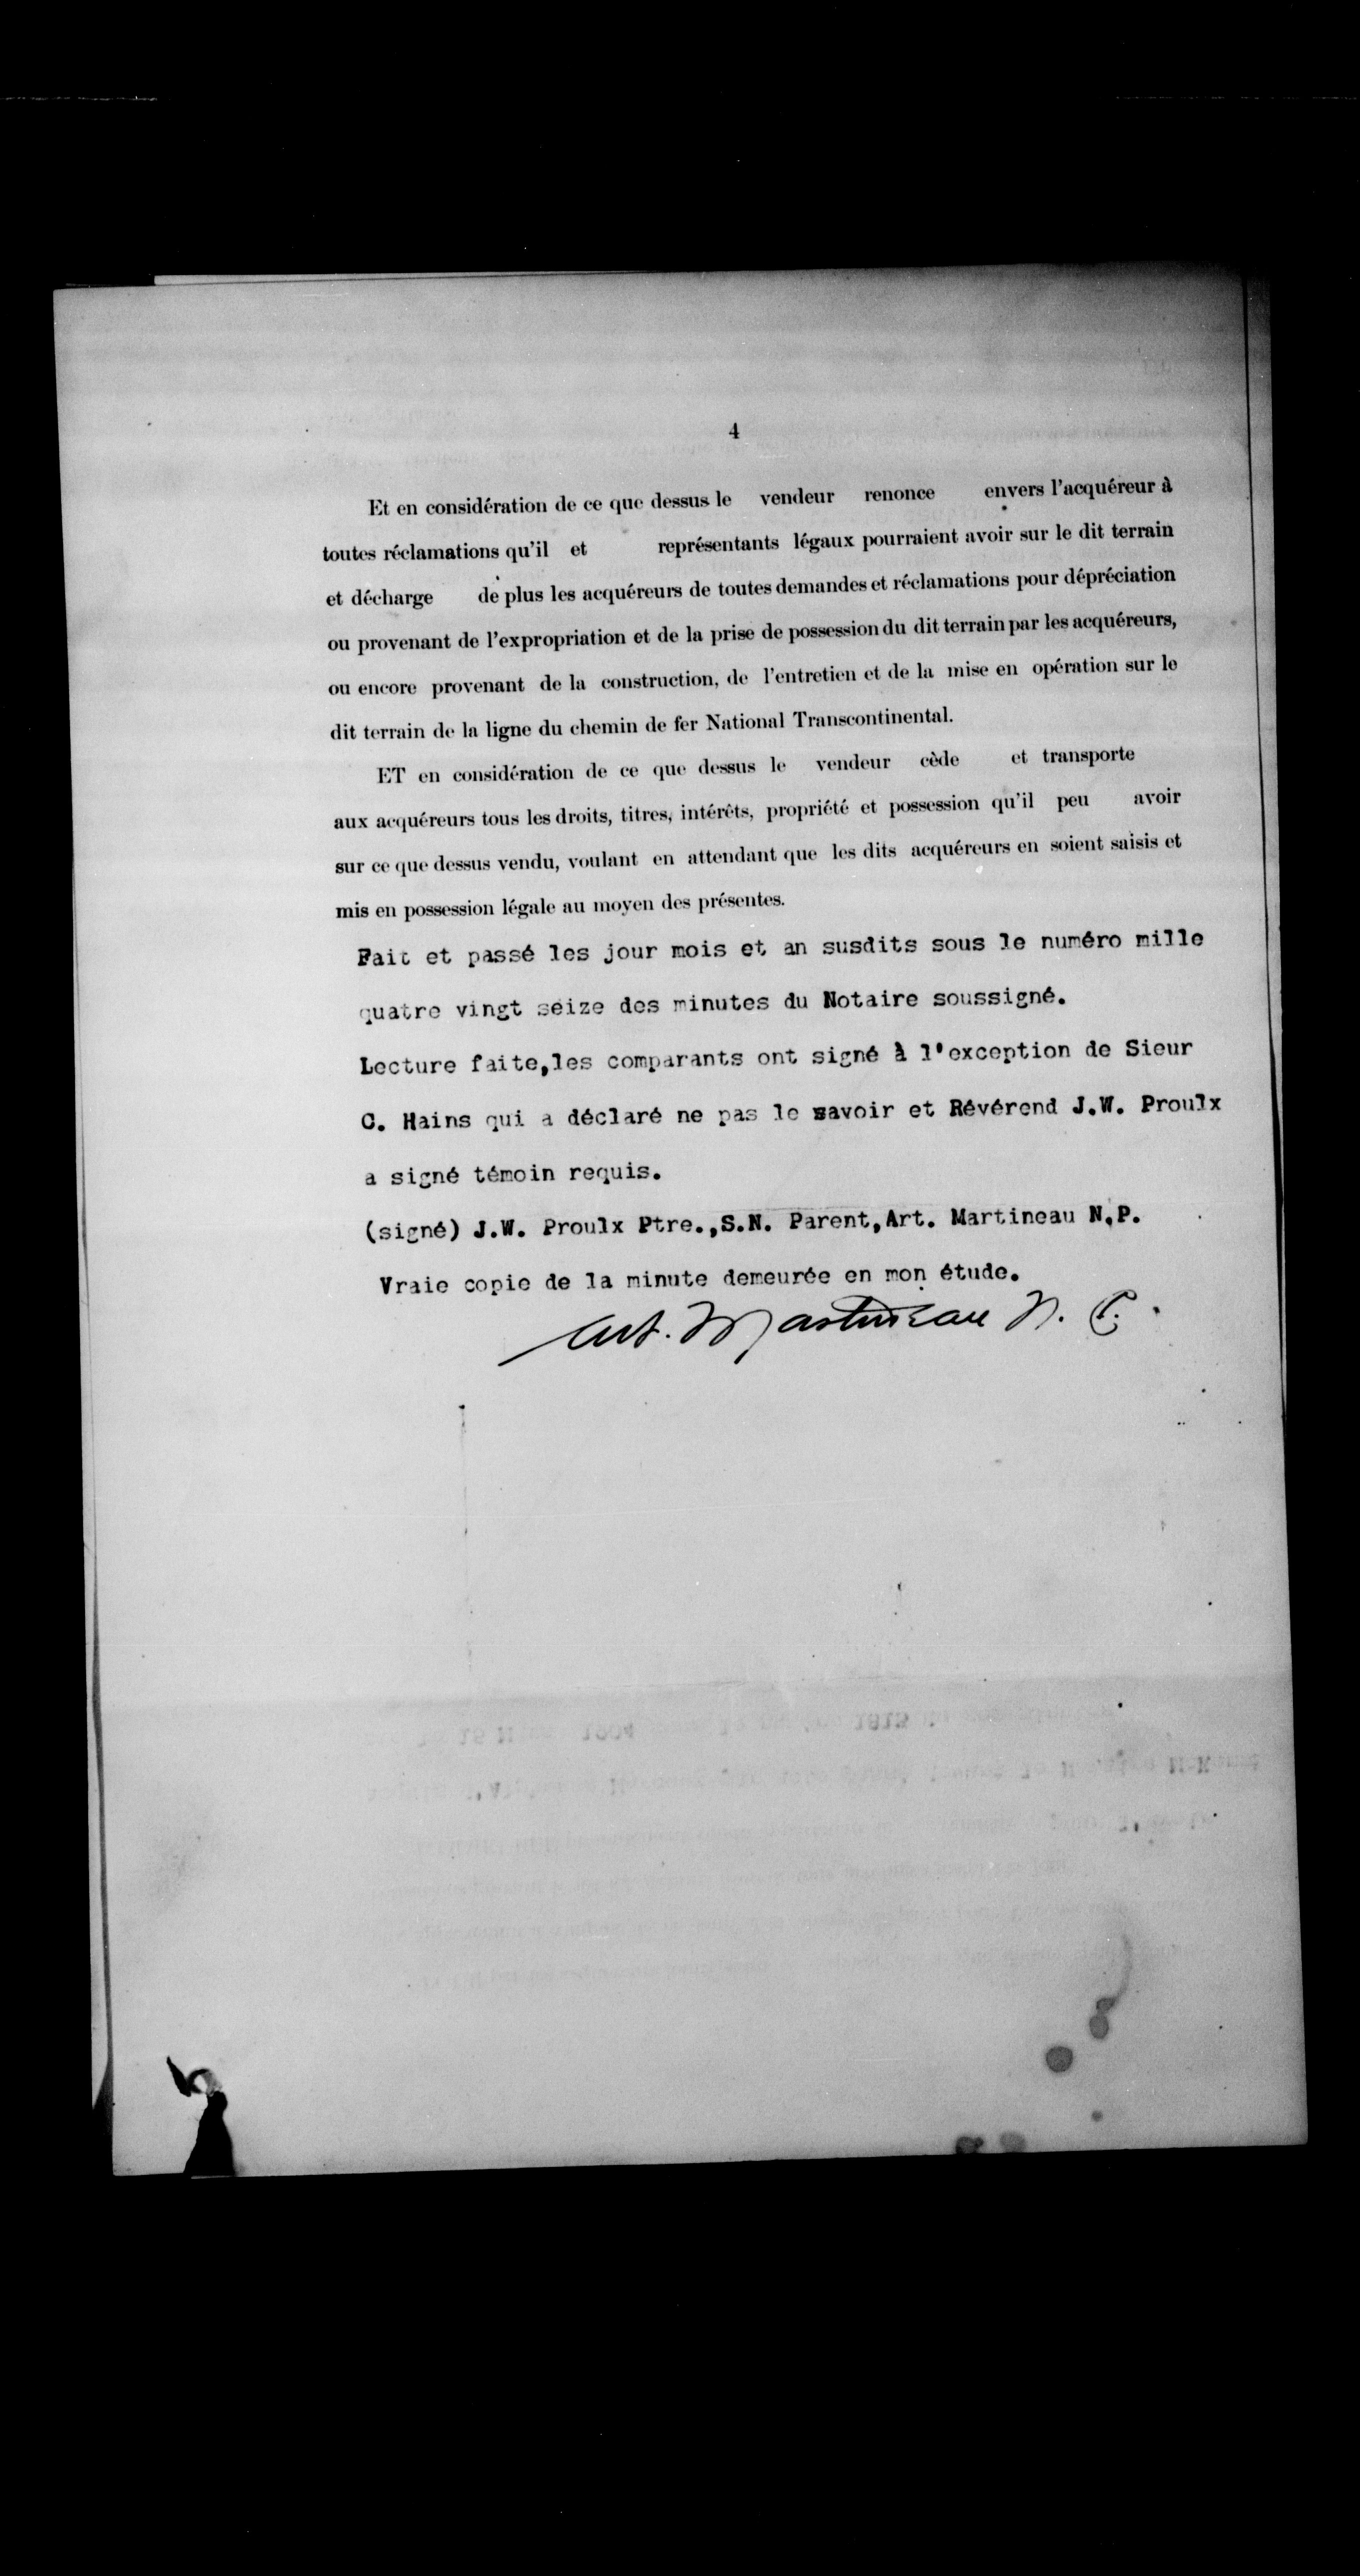 4
Et en considération de ce que dessus le vendeur renonce envers l'acquéreur à
toutes réclamations qu'il et représentants légaux pourraient avoir sur le dit terrain
et décharge de plus les acquéreurs de toutes demandes et réclamations pour dépréciation
ou provenant de l'expropriation et de la prise de possession du dit terrain par les acquéreurs,
ou encore provenant de la construction, de l'entretien et de la mise en opération sur le
dit terrain de la ligne du chemin de fer National Transcontinental.
ET en considération de ce que dessus le vendeur cède et transporte
aux acquéreurs tous les droits, titres, intérêts, propriété et possession qu'il peu avoir
sur ce que dessus vendu, voulant en attendant que les dits acquéreurs en soient saisis et
mis en possession légale au moyen des présentes.
Fait et passé les jour mois et an susdits sous le numéro mille
quatre vingt seize des minutes du Notaire soussigné.
Lecture faite,les comparants ont signé à l'exception de Sieur
C. Hains qui a déclaré ne pas le savoir et Révérend J.W. Proulx
a signé témoin requis.
(signé) J.W. Proulx Ptre.,S.N. Parent,Art. Martineau N.P.
Vraie copie de la minute demeurée en mon étude.
Art. Martineau N. P.